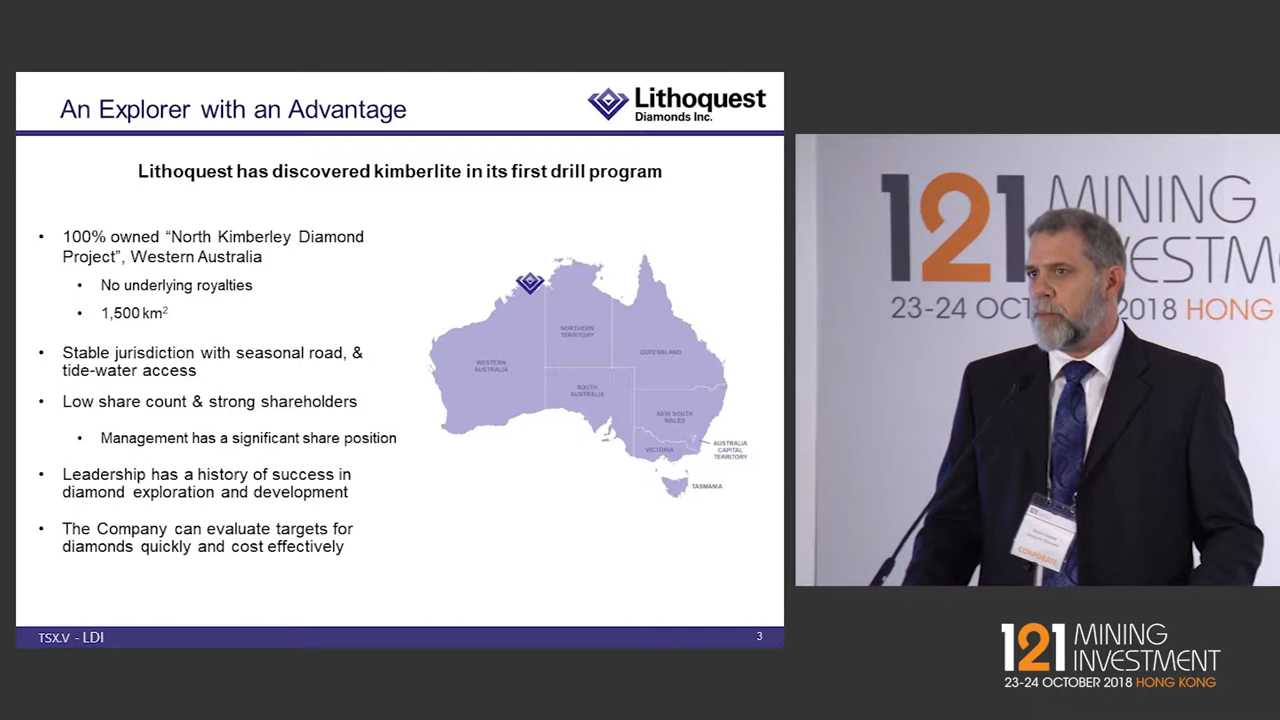 An Explorer with an Advantage
Lithoquest
Diamonds Inc.
Lithoquest has discovered kimberlite in its first drill program
• 100% owned “North Kimberley Diamond
Project”, Western Australia
• No underlying royalties
• 1,500 km²
• Stable jurisdiction with seasonal road, &
tide-water access
• Low share count & strong shareholders
• Management has a significant share position
• Leadership has a history of success in
diamond exploration and development
• The Company can evaluate targets for
diamonds quickly and cost effectively
NORTHERN
TERRITORY
QUEENSLAND
WESTERN
AUSTRALIA
SOUTH
AUSTRALIA
NEW SOUTH
WALES
VICTORIA
AUSTRALIA
CAPITAL
TERRITORY
TASMANIA
TSX.V - LDI
3
121 MINING
INVESTMENT
23-24 OCTOBER 2018 HONG KONG
121
CORPORATE
121 MINING
INVESTMENT
23-24 OCTOBER 2018 HONG KONG